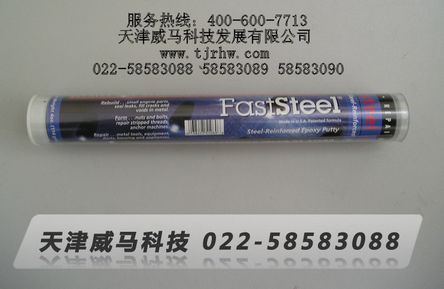 服务热线：400-600-7713
天津威马科技发展有限公司
www.tjrhw.com
022-58583088 58583089 58583090
Rebuild...small engine parts,
seal leaks, fill cracks and
voids in metal.
Form...nuts and bolts,
repair stripped threads,
anchor machines
Repair...metal tools, equipment,
FastSteel®
Made in U.S.A. Patented Formula
Steel-Reinforced Epoxy Putty
天津威马科技 022-58583088